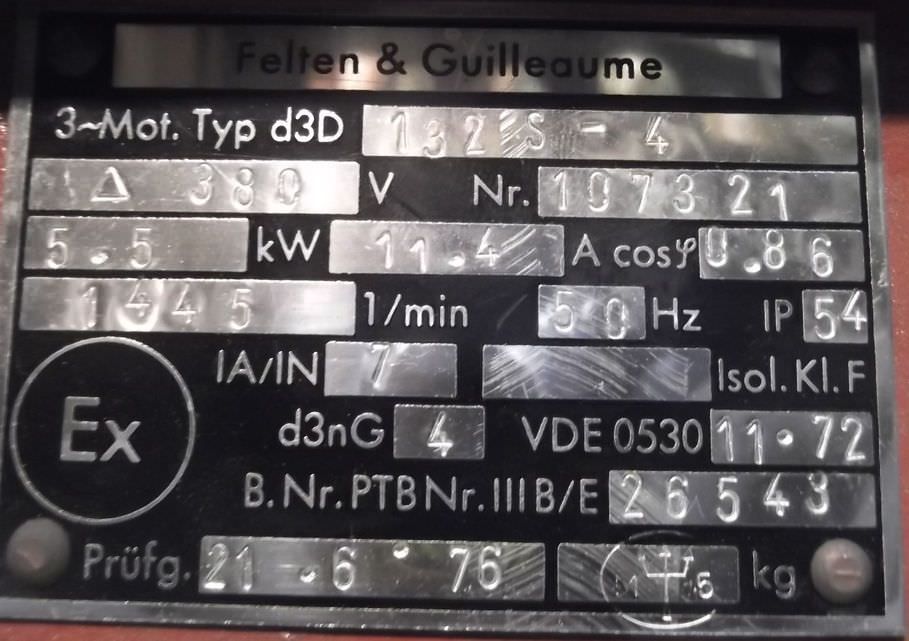 Felten & Guilleaume
3~Mot. Typ d3D 132 S - 4
Δ 380 V Nr. 107321
5.5 kW 11.4 A cosφ 0.86
1445 1/min 50 Hz IP 54
IA/IN 7 Isol. Kl. F
Ex
d3nG 4 VDE 0530 11.72
B. Nr. PTB Nr. III B/E 26543
Prüfg. 21.6.76 kg